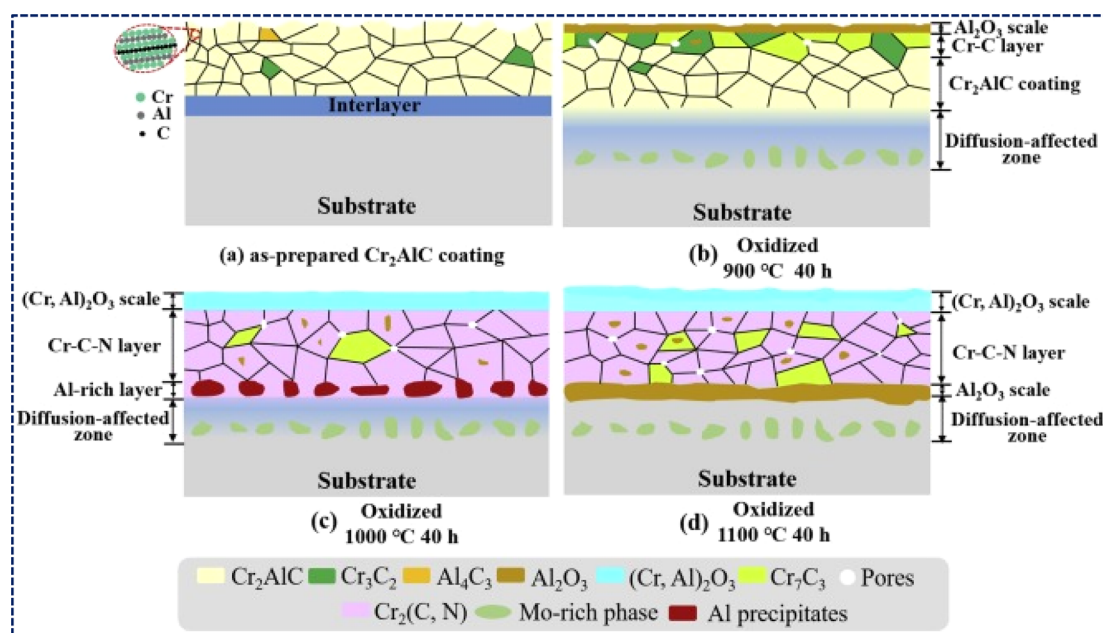 Cr
Al
C
Interlayer
Substrate
(a) as-prepared Cr₂AlC coating
Al₂O₃ scale
Cr-C layer
Cr₂AlC coating
Diffusion-affected
zone
Substrate
(b) Oxidized
900 °C 40 h
(Cr, Al)₂O₃ scale
Cr-C-N layer
Al-rich layer
Diffusion-affected
zone
Substrate
(c) Oxidized
1000 °C 40 h
(Cr, Al)₂O₃ scale
Cr-C-N layer
Al₂O₃ scale
Diffusion-affected
zone
Substrate
(d) Oxidized
1100 °C 40 h
Cr₂AlC Cr₃C₂ Al₄C₃ Al₂O₃ (Cr, Al)₂O₃ Cr₇C₃ Pores
Cr₂(C, N) Mo-rich phase Al precipitates